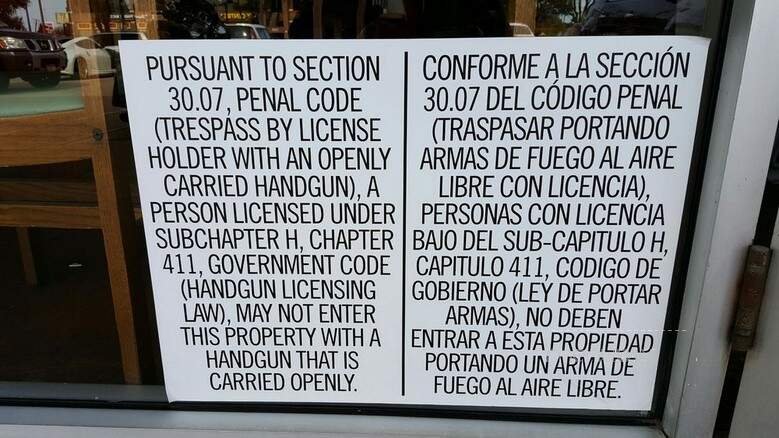 PURSUANT TO SECTION
30.07, PENAL CODE
(TRESPASS BY LICENSE
HOLDER WITH AN OPENLY
CARRIED HANDGUN), A
PERSON LICENSED UNDER
SUBCHAPTER H, CHAPTER
411, GOVERNMENT CODE
(HANDGUN LICENSING
LAW), MAY NOT ENTER
THIS PROPERTY WITH A
HANDGUN THAT IS
CARRIED OPENLY.
CONFORME A LA SECCIÓN
30.07 DEL CÓDIGO PENAL
(TRASPASAR PORTANDO
ARMAS DE FUEGO AL AIRE
LIBRE CON LICENCIA),
PERSONAS CON LICENCIA
BAJO DEL SUB-CAPITULO H,
CAPITULO 411, CODIGO DE
GOBIERNO (LEY DE PORTAR
ARMAS), NO DEBEN
ENTRAR A ESTA PROPIEDAD
PORTANDO UN ARMA DE
FUEGO AL AIRE LIBRE.